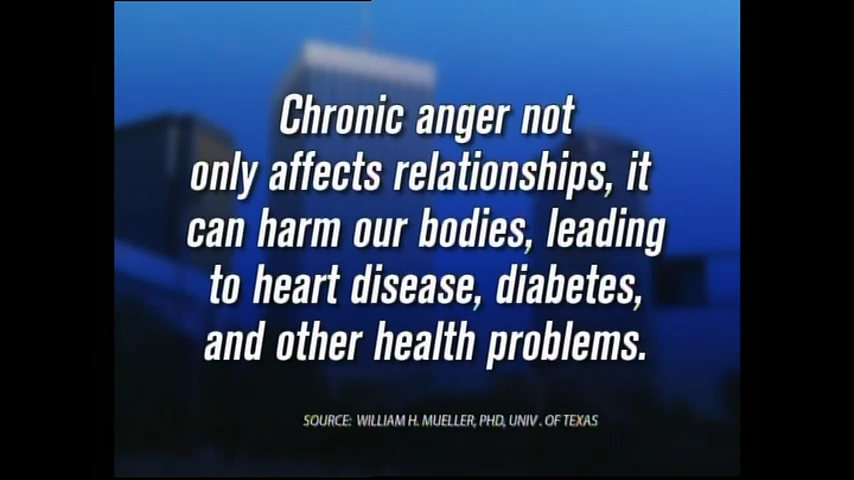 Chronic anger not
only affects relationships, it
can harm our bodies, leading
to heart disease, diabetes,
and other health problems.
SOURCE: WILLIAM H. MUELLER, PHD, UNIV. OF TEXAS